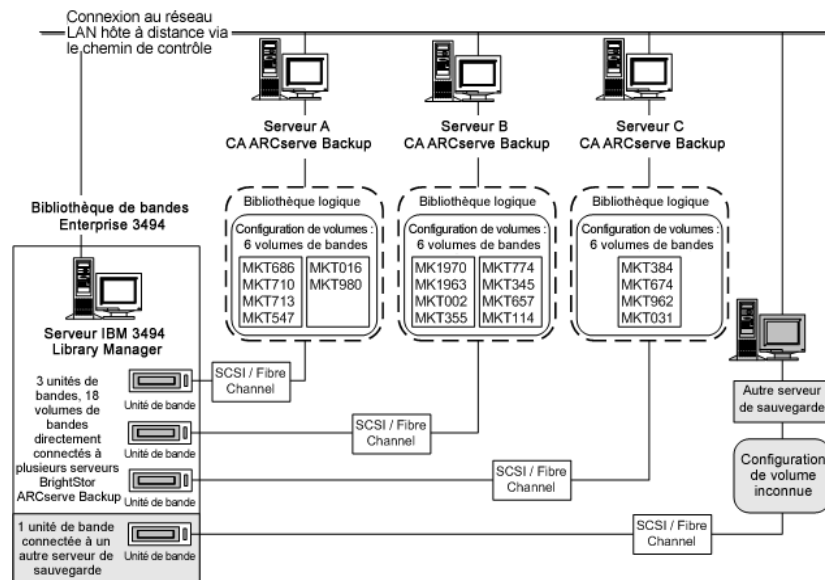 Connexion au réseau
LAN hôte à distance via
le chemin de contrôle
Serveur A
CA ARCserve Backup
Serveur B
CA ARCserve Backup
Serveur C
CA ARCserve Backup
Bibliothèque logique
Configuration de volumes :
6 volumes de bandes
MKT686
MKT710
MKT713
MKT547
MKT016
MKT980
Bibliothèque logique
Configuration de volumes :
6 volumes de bandes
MK1970
MK1963
MKT002
MKT355
MKT774
MKT345
MKT657
MKT114
Bibliothèque logique
Configuration de volumes :
6 volumes de bandes
MKT384
MKT674
MKT962
MKT031
Bibliothèque de bandes
Enterprise 3494
Serveur IBM 3494
Library Manager
3 unités de
bandes, 18
volumes de
bandes
directement
connectés à
plusieurs serveurs
BrightStor
ARCserve Backup
Unité de bande
Unité de bande
Unité de bande
1 unité de bande
connectée à un
autre serveur de
sauvegarde
Unité de bande
SCSI / Fibre
Channel
SCSI / Fibre
Channel
SCSI / Fibre
Channel
SCSI / Fibre
Channel
Autre serveur
de sauvegarde
Configuration
de volume
inconnue